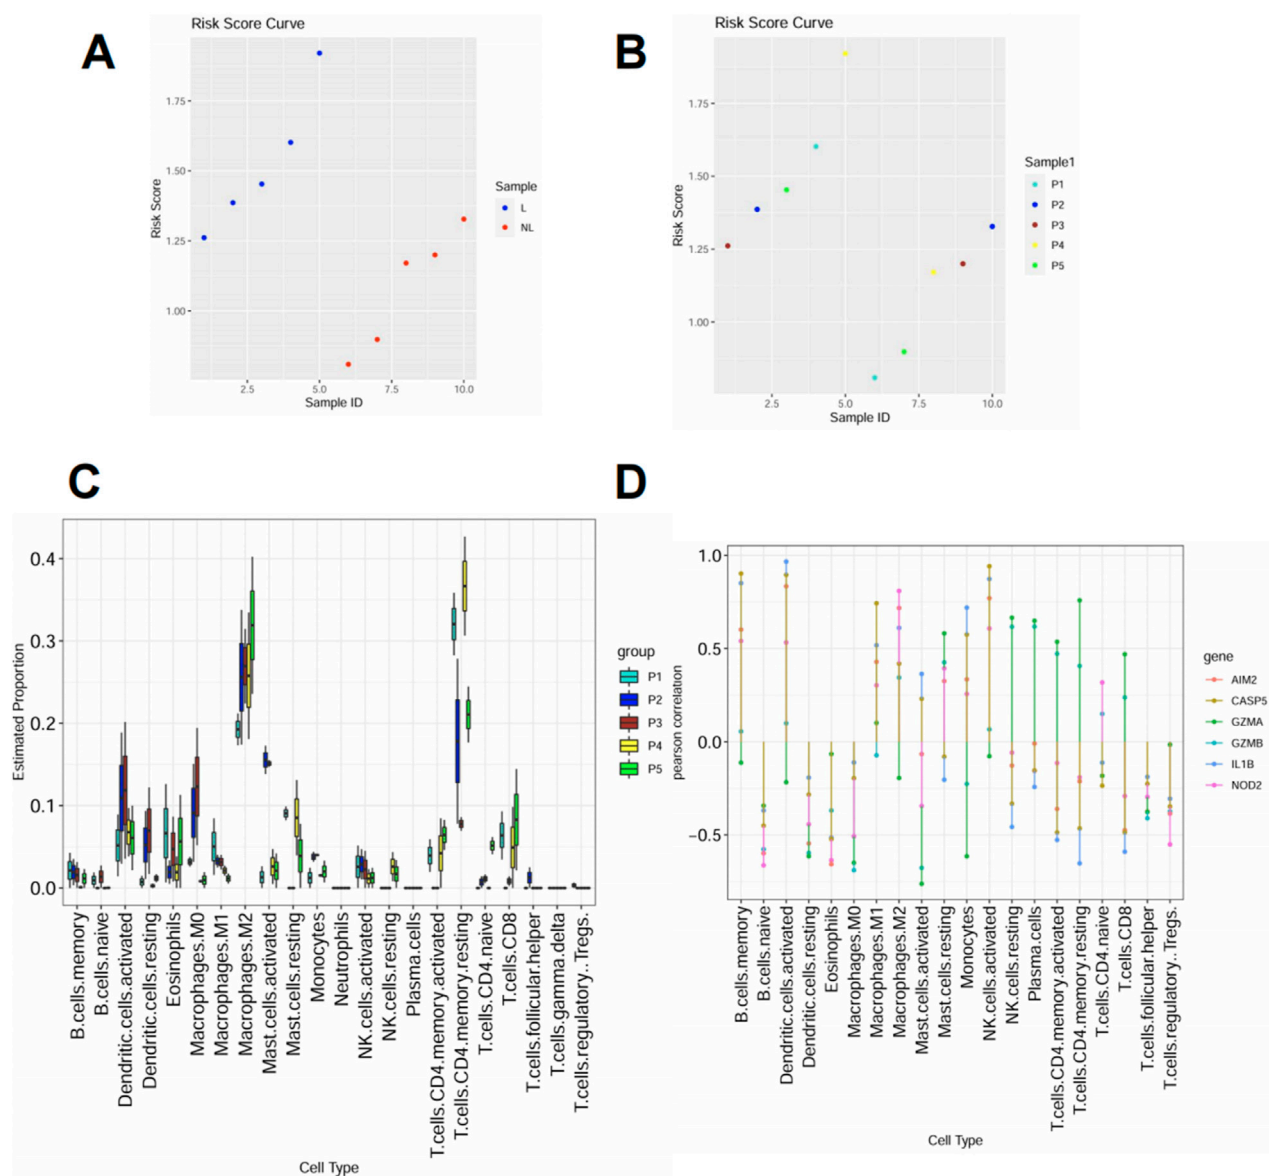 A
Risk Score Curve
1.75
1.50
1.25
1.00
Risk Score
2.5
5.0
7.5
10.0
Sample ID
Sample
L
NL
B
Risk Score Curve
1.75
1.50
1.25
1.00
Risk Score
2.5
5.0
7.5
10.0
Sample ID
Sample1
P1
P2
P3
P4
P5
C
0.4
0.3
0.2
0.1
0.0
Estimated Proportion
B.cells.memory
B.cells.naive
Dendritic.cells.activated
Dendritic.cells.resting
Eosinophils
Macrophages.M0
Macrophages.M1
Macrophages.M2
Mast.cells.activated
Mast.cells.resting
Monocytes
Neutrophils
NK.cells.activated
NK.cells.resting
Plasma.cells
T.cells.CD4.memory.activated
T.cells.CD4.memory.resting
T.cells.CD4.naive
T.cells.CD8
T.cells.follicular.helper
T.cells.gamma.delta
T.cells.regulatory..Tregs.
Cell Type
group
P1
P2
P3
P4
P5
D
1.0
0.5
0.0
−0.5
pearson correlation
B.cells.memory
B.cells.naive
Dendritic.cells.activated
Dendritic.cells.resting
Eosinophils
Macrophages.M0
Macrophages.M1
Macrophages.M2
Mast.cells.activated
Mast.cells.resting
Monocytes
NK.cells.activated
NK.cells.resting
Plasma.cells
T.cells.CD4.memory.activated
T.cells.CD4.memory.resting
T.cells.CD4.naive
T.cells.CD8
T.cells.follicular.helper
T.cells.regulatory..Tregs.
Cell Type
gene
AIM2
CASP5
GZMA
GZMB
IL1B
NOD2